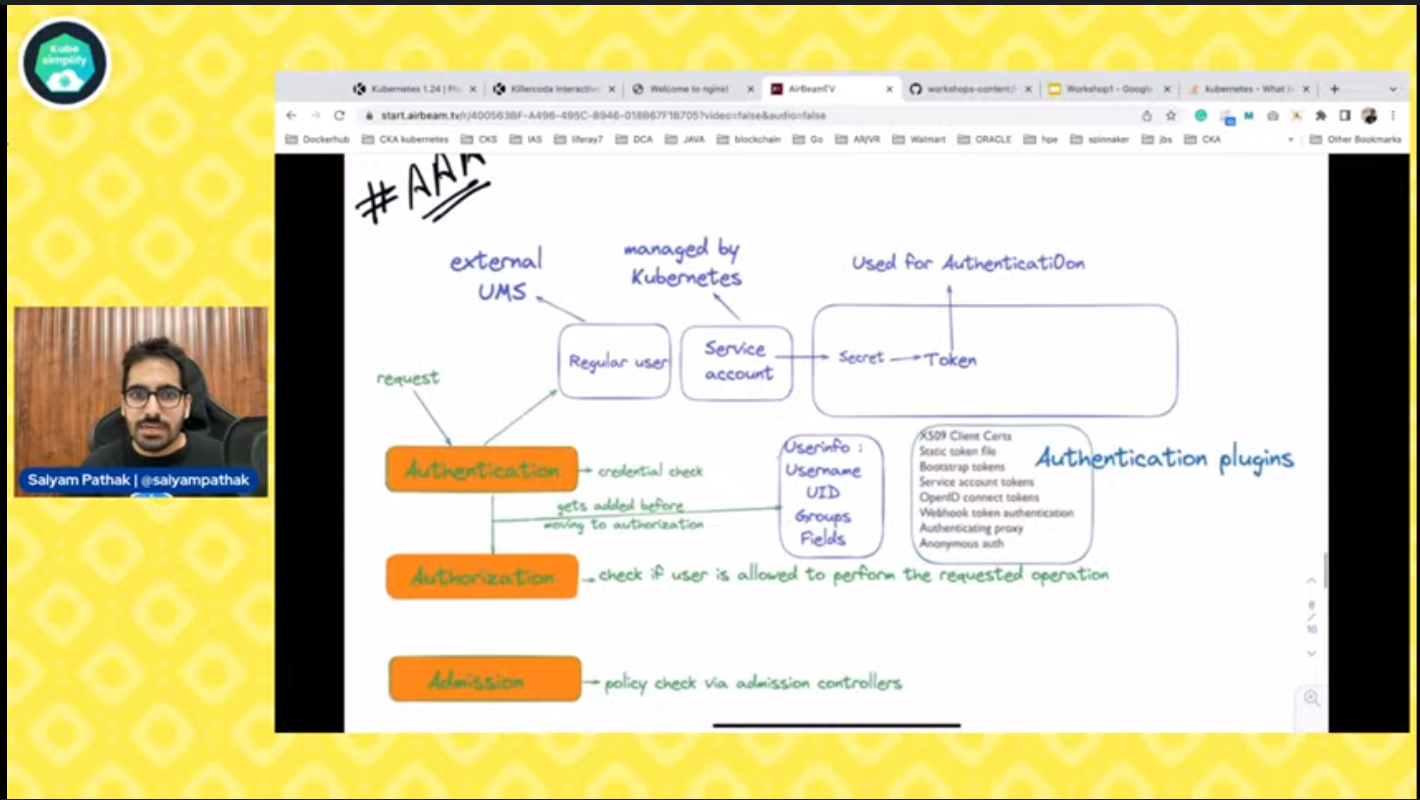 Kube
simplify
Kubernetes 1.24 | Pl
Killercoda Interactive
Welcome to nginx!
AirBeamTV
workshops-content/
Workshop1 - Google
kubernetes - What i
start.airbeam.tv/r/400563BF-A496-495C-8946-018B67F1B705?video=false&audio=false
Dockerhub
CKA kubernetes
CKS
IAS
liferay7
DCA
JAVA
blockchain
Go
AR/VR
Walmart
ORACLE
hpe
spinnaker
jbs
CKA
»
Other Bookmarks
#AAA
external
UMS
managed by
Kubernetes
Used for AuthenticatiOon
Regular user
Service
account
Secret
Token
request
Authentication
credential check
gets added before
moving to authorization
Userinfo :
Username
UID
Groups
Fields
X509 Client Certs
Static token file
Bootstrap tokens
Service account tokens
OpenID connect tokens
Webhook token authentication
Authenticating proxy
Anonymous auth
Authentication plugins
Authorization
check if user is allowed to perform the requested operation
Admission
policy check via admission controllers
8
/
10
Saiyam Pathak | @saiyampathak